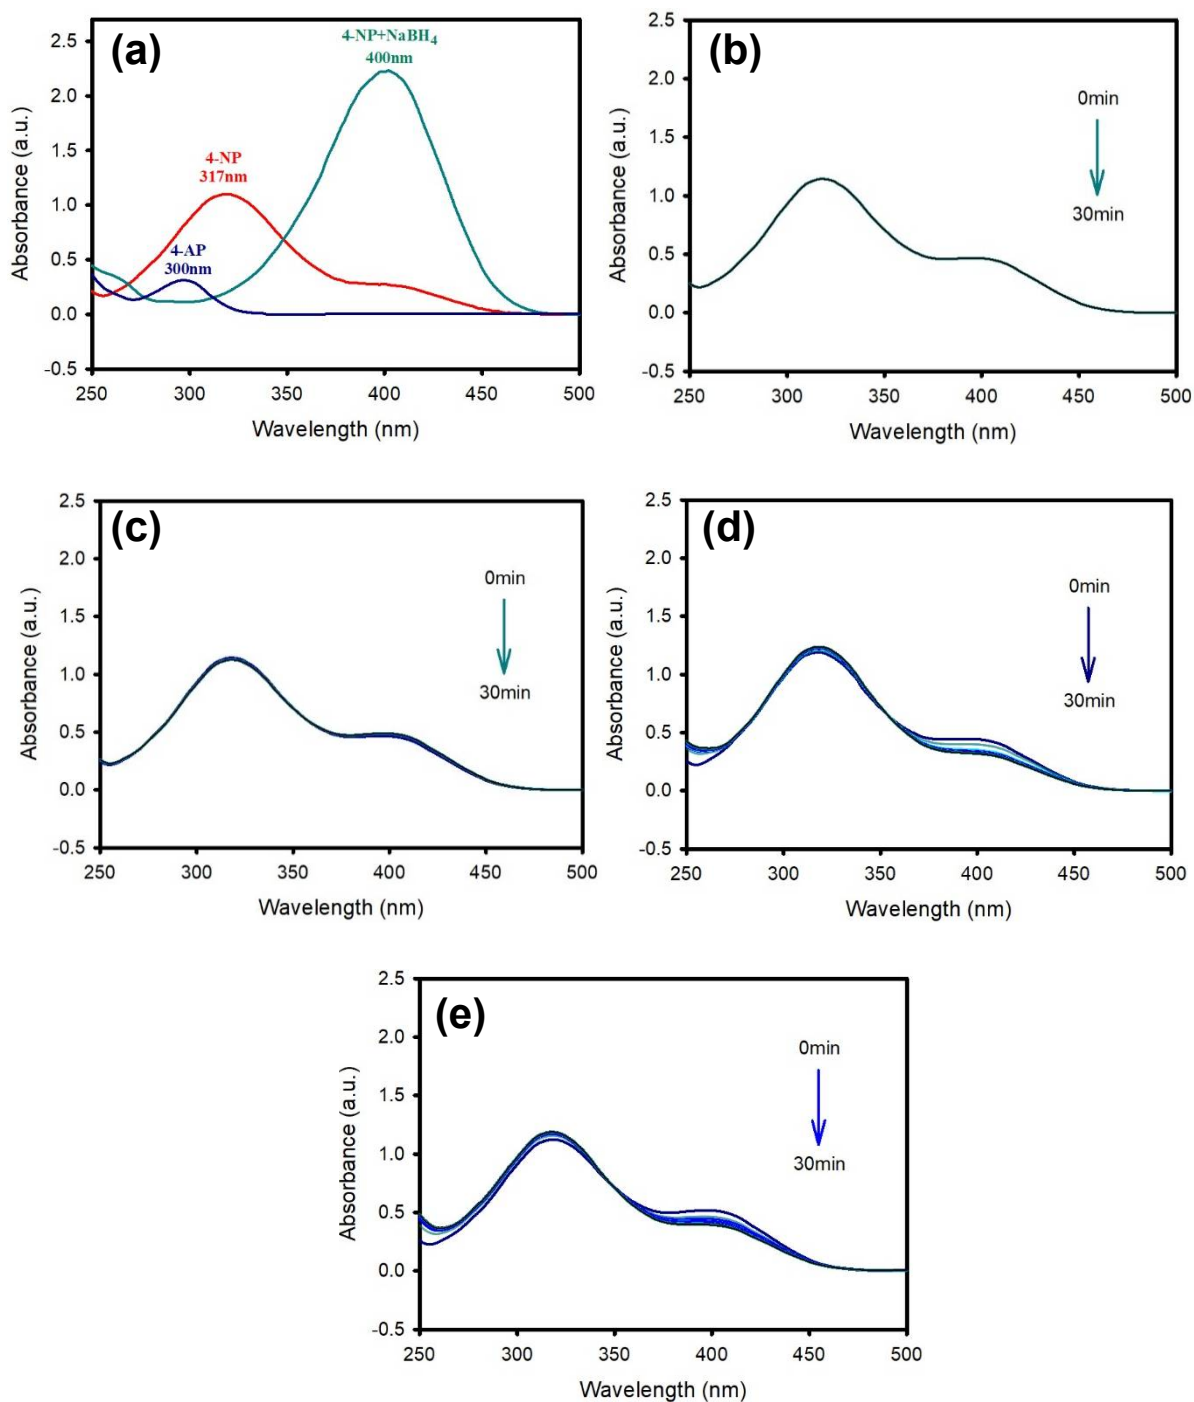 (a)
4-NP+NaBH4
400nm
4-NP
317nm
4-AP
300nm
2.5
2.0
1.5
1.0
0.5
0.0
-0.5
250
300
350
400
450
500
Absorbance (a.u.)
Wavelength (nm)
(b)
0min
30min
2.5
2.0
1.5
1.0
0.5
0.0
-0.5
250
300
350
400
450
500
Absorbance (a.u.)
Wavelength (nm)
(c)
0min
30min
2.5
2.0
1.5
1.0
0.5
0.0
-0.5
250
300
350
400
450
500
Absorbance (a.u.)
Wavelength (nm)
(d)
0min
30min
2.5
2.0
1.5
1.0
0.5
0.0
-0.5
250
300
350
400
450
500
Absorbance (a.u.)
Wavelength (nm)
(e)
0min
30min
2.5
2.0
1.5
1.0
0.5
0.0
-0.5
250
300
350
400
450
500
Absorbance (a.u.)
Wavelength (nm)